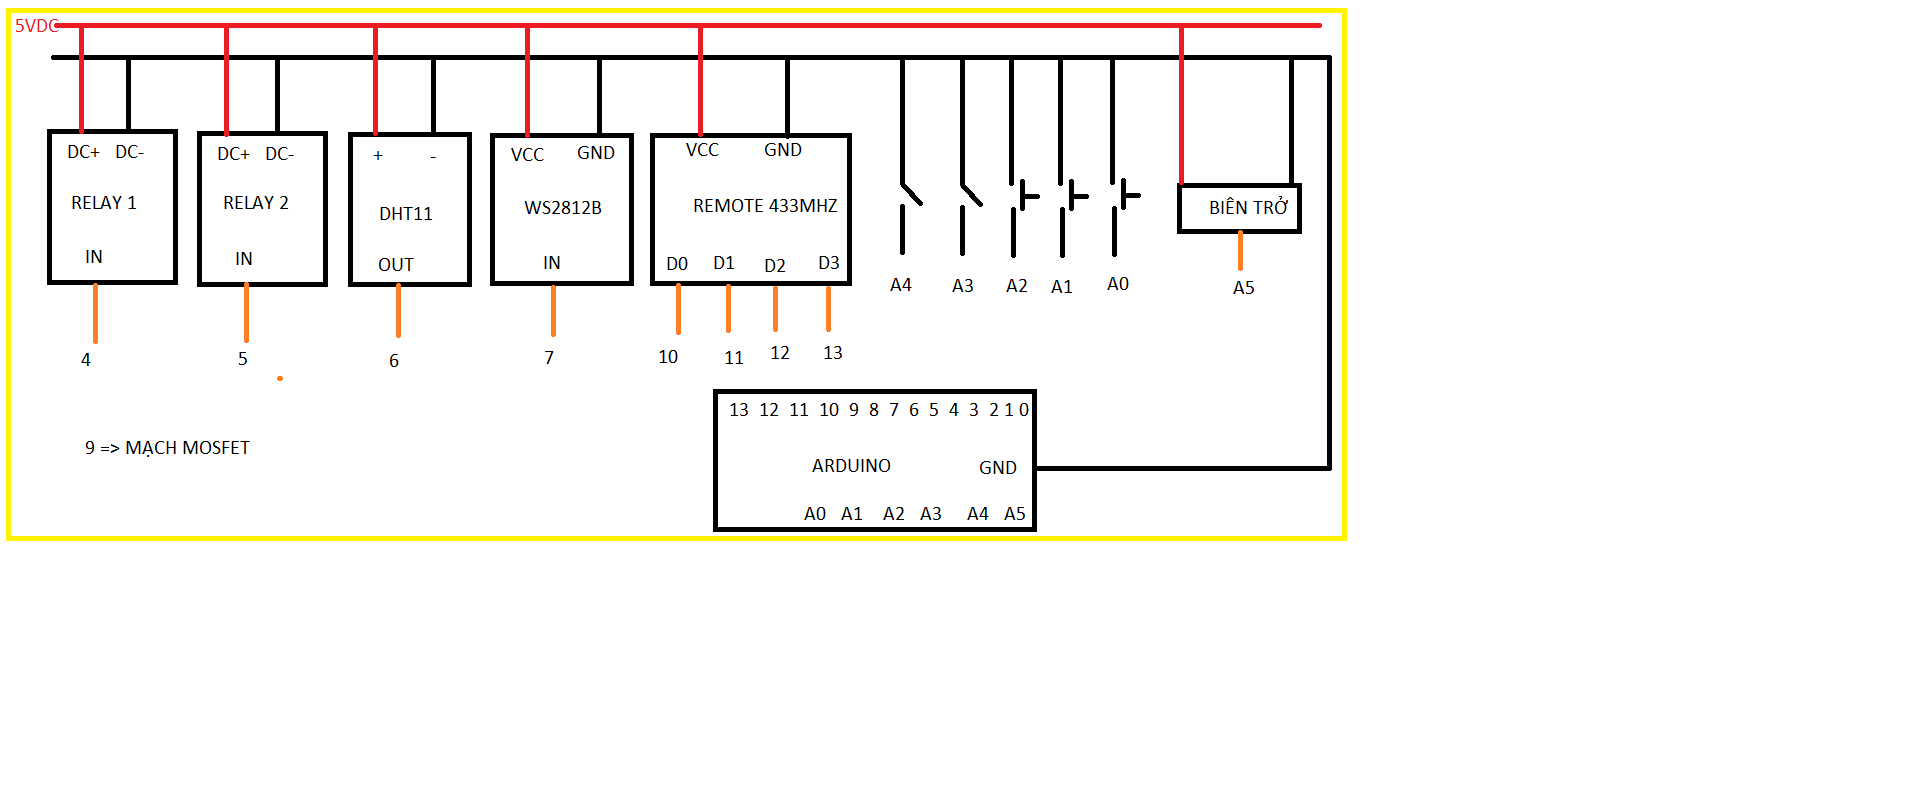 5VDC
DC+ DC-
RELAY 1
IN
4
DC+ DC-
RELAY 2
IN
5
+ -
DHT11
OUT
6
VCC GND
WS2812B
IN
7
VCC GND
REMOTE 433MHZ
D0 D1 D2 D3
10 11 12 13
A4 A3 A2 A1 A0
BIÊN TRỞ
A5
9 => MẠCH MOSFET
13 12 11 10 9 8 7 6 5 4 3 2 1 0
ARDUINO GND
A0 A1 A2 A3 A4 A5